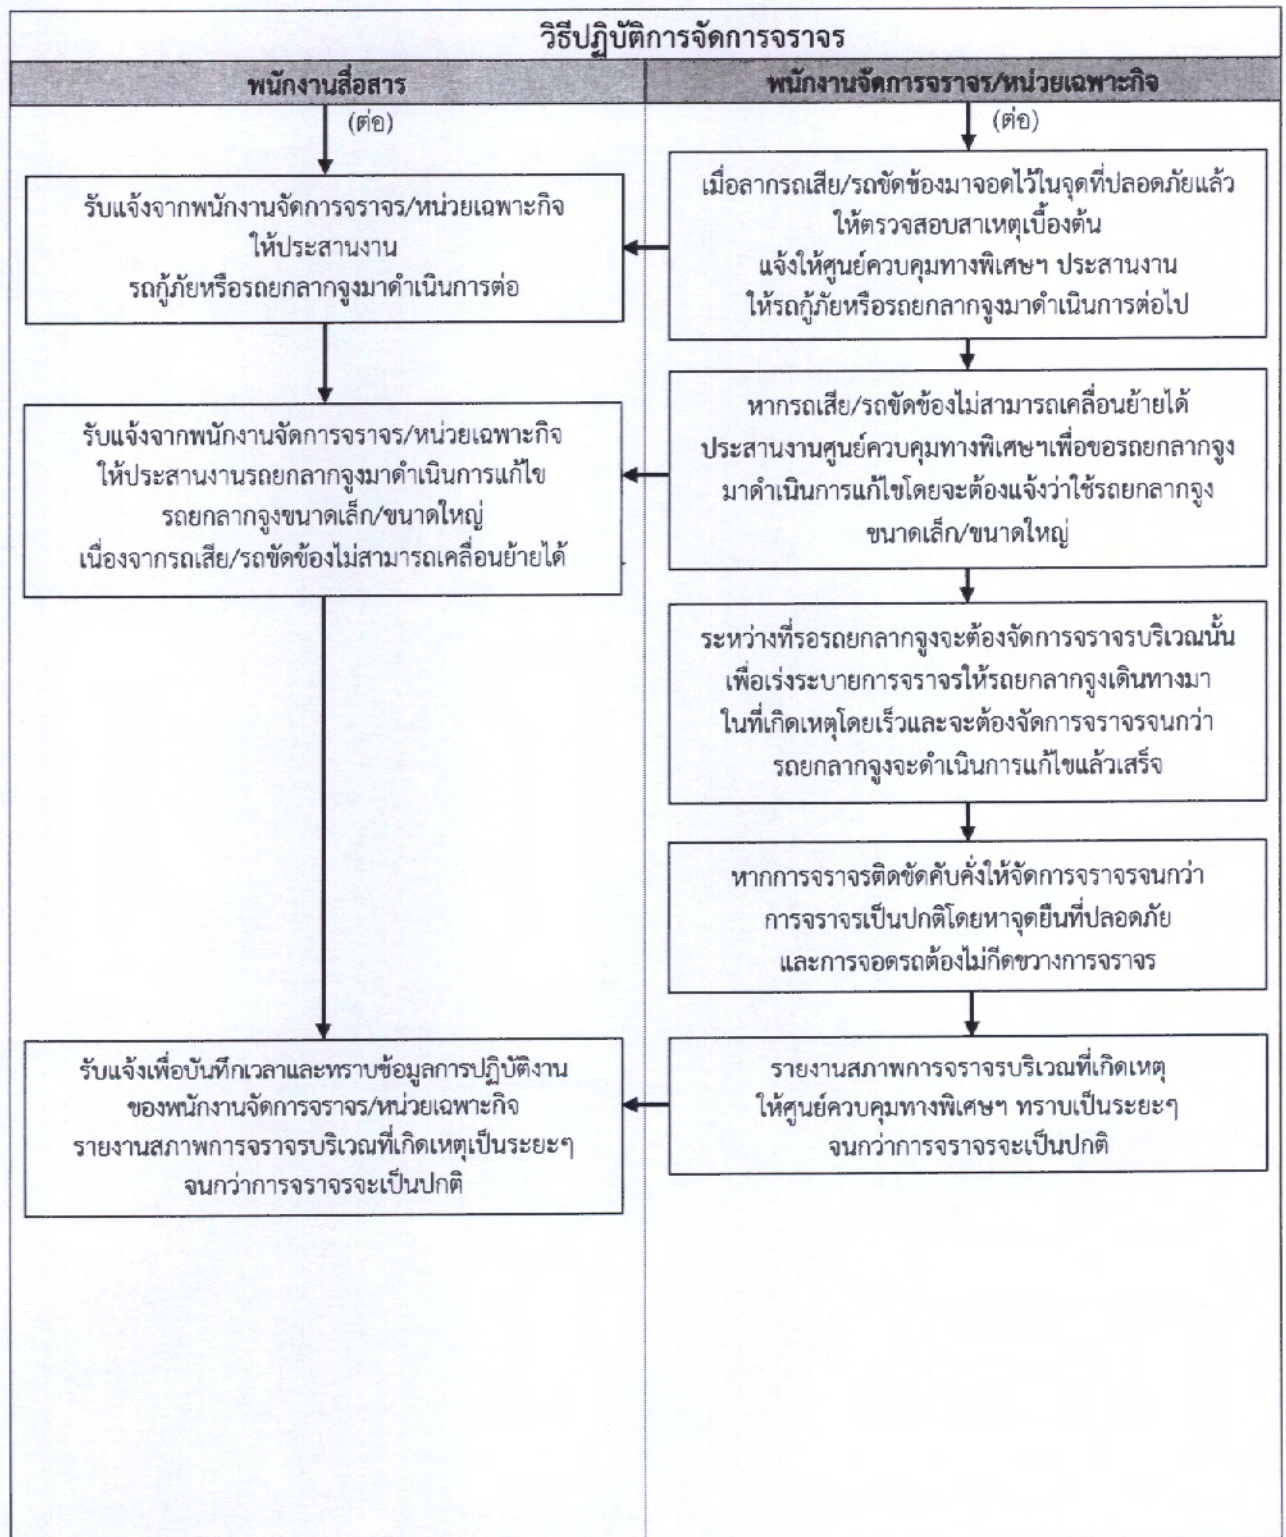 วิธีปฏิบัติการจัดการจราจร
พนักงานสื่อสาร
(ต่อ)
รับแจ้งจากพนักงานจัดการจราจร/หน่วยเฉพาะกิจ
ให้ประสานงาน
รถกู้ภัยหรือรถยกลากจูงมาดำเนินการต่อ
รับแจ้งจากพนักงานจัดการจราจร/หน่วยเฉพาะกิจ
ให้ประสานงานรถยกลากจูงมาดำเนินการแก้ไข
รถยกลากจูงขนาดเล็ก/ขนาดใหญ่
เนื่องจากรถเสีย/รถขัดข้องไม่สามารถเคลื่อนย้ายได้
รับแจ้งเพื่อบันทึกเวลาและทราบข้อมูลการปฏิบัติงาน
ของพนักงานจัดการจราจร/หน่วยเฉพาะกิจ
รายงานสภาพการจราจรบริเวณที่เกิดเหตุเป็นระยะๆ
จนกว่าการจราจรจะเป็นปกติ
พนักงานจัดการจราจร/หน่วยเฉพาะกิจ
(ต่อ)
เมื่อลากรถเสีย/รถขัดข้องมาจอดไว้ในจุดที่ปลอดภัยแล้ว
ให้ตรวจสอบสาเหตุเบื้องต้น
แจ้งให้ศูนย์ควบคุมทางพิเศษฯ ประสานงาน
ให้รถกู้ภัยหรือรถยกลากจูงมาดำเนินการต่อไป
หากรถเสีย/รถขัดข้องไม่สามารถเคลื่อนย้ายได้
ประสานงานศูนย์ควบคุมทางพิเศษฯเพื่อขอรถยกลากจูง
มาดำเนินการแก้ไขโดยจะต้องแจ้งว่าใช้รถยกลากจูง
ขนาดเล็ก/ขนาดใหญ่
ระหว่างที่รอรถยกลากจูงจะต้องจัดการจราจรบริเวณนั้น
เพื่อเร่งระบายการจราจรให้รถยกลากจูงเดินทางมา
ในที่เกิดเหตุโดยเร็วและจะต้องจัดการจราจรจนกว่า
รถยกลากจูงจะดำเนินการแก้ไขแล้วเสร็จ
หากการจราจรติดขัดคับคั่งให้จัดการจราจรจนกว่า
การจราจรเป็นปกติโดยหาจุดยืนที่ปลอดภัย
และการจอดรถต้องไม่กีดขวางการจราจร
รายงานสภาพการจราจรบริเวณที่เกิดเหตุ
ให้ศูนย์ควบคุมทางพิเศษฯ ทราบเป็นระยะๆ
จนกว่าการจราจรจะเป็นปกติ